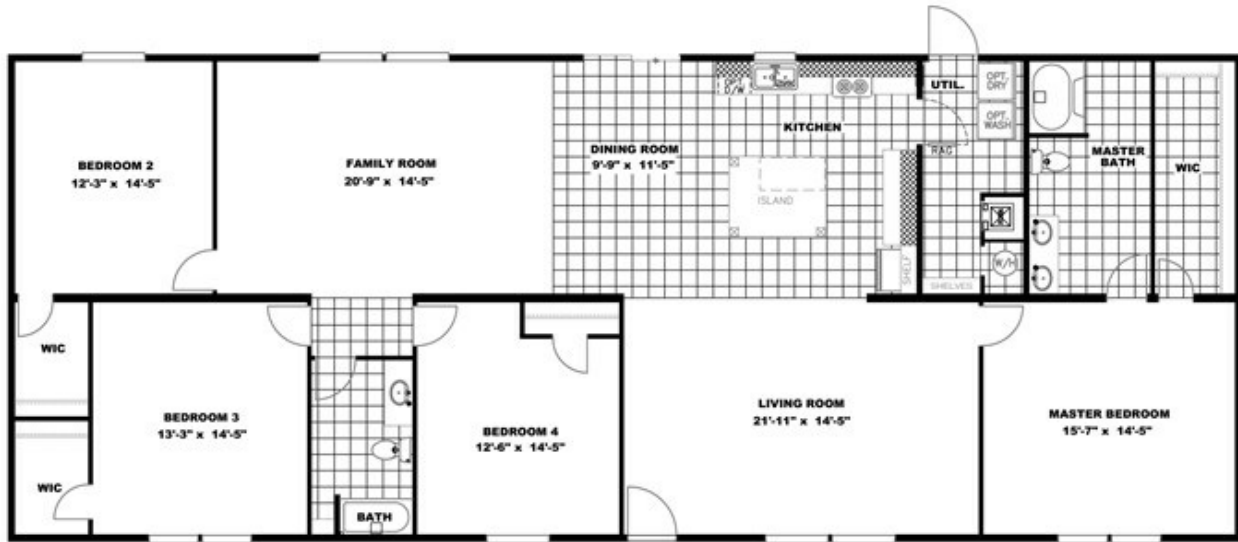 BEDROOM 2
12'-3" x 14'-5"
FAMILY ROOM
20'-9" x 14'-5"
DINING ROOM
9'-9" x 11'-5"
OPT.
D/W
KITCHEN
ISLAND
SHELF
UTIL.
OPT.
DRY
OPT.
WASH
RAG
W/H
SHELVES
MASTER
BATH
WIC
WIC
WIC
BEDROOM 3
13'-3" x 14'-5"
BATH
BEDROOM 4
12'-6" x 14'-5"
LIVING ROOM
21'-11" x 14'-5"
MASTER BEDROOM
15'-7" x 14'-5"